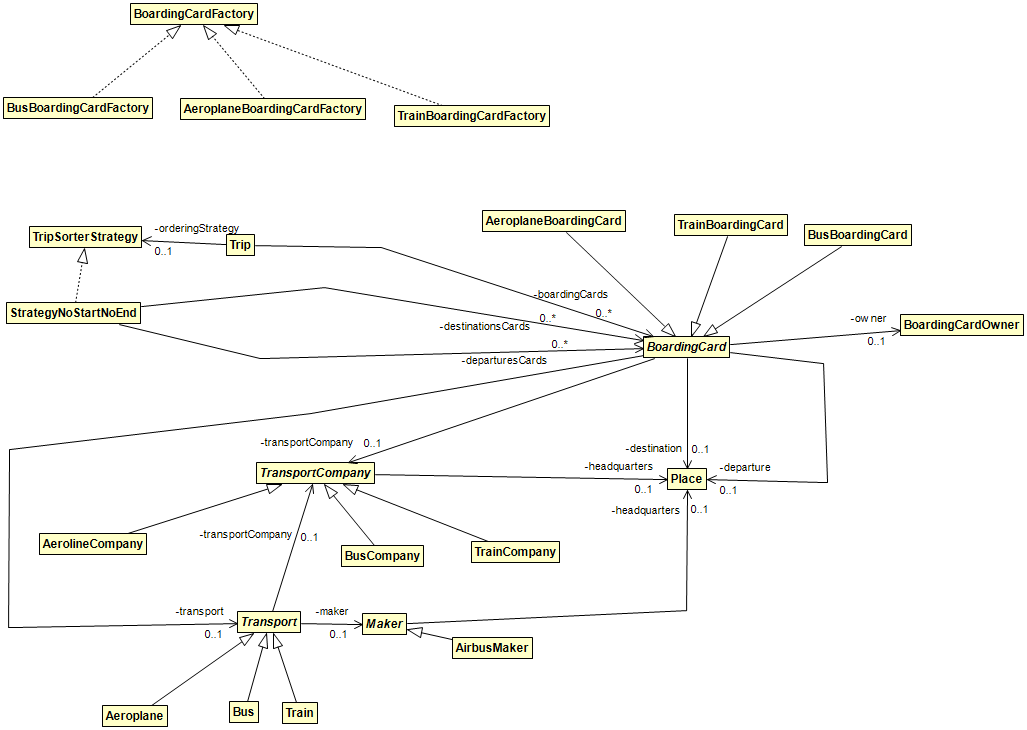 BoardingCardFactory
BusBoardingCardFactory
AeroplaneBoardingCardFactory
TrainBoardingCardFactory
AeroplaneBoardingCard
TrainBoardingCard
BusBoardingCard
TripSorterStrategy
-orderingStrategy
0..1
Trip
StrategyNoStartNoEnd
-boardingCards
0..*
-destinationsCards
0..*
0..*
-departuresCards
BoardingCard
-owner
0..1
BoardingCardOwner
-transportCompany
0..1
-destination
0..1
TransportCompany
-headquarters
0..1
Place
-departure
0..1
-headquarters
0..1
AerolineCompany
-transportCompany
0..1
BusCompany
TrainCompany
-transport
0..1
Transport
-maker
0..1
Maker
AirbusMaker
Aeroplane
Bus
Train